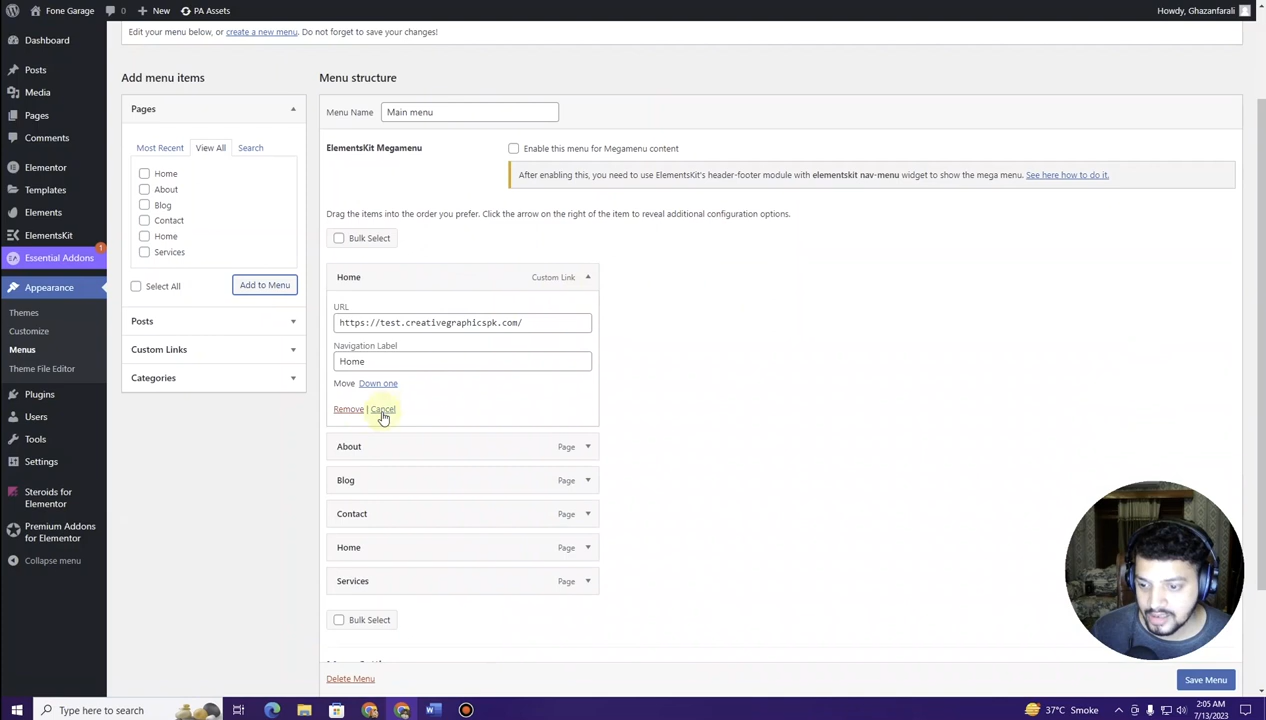 Fone Garage 0 New PA Assets Howdy, Ghazanfarali
Dashboard
Posts
Media
Pages
Comments
Elementor
Templates
Elements
ElementsKit
Essential Addons 1
Appearance
Themes
Customize
Menus
Theme File Editor
Plugins
Users
Tools
Settings
Steroids for
Elementor
Premium Addons
for Elementor
Collapse menu
Edit your menu below, or create a new menu. Do not forget to save your changes!
Add menu items
Pages
Most Recent View All Search
Home
About
Blog
Contact
Home
Services
Select All Add to Menu
Posts
Custom Links
Categories
Menu structure
Menu Name Main menu
ElementsKit Megamenu Enable this menu for Megamenu content
After enabling this, you need to use ElementsKit's header-footer module with elementskit nav-menu widget to show the mega menu. See here how to do it.
Drag the items into the order you prefer. Click the arrow on the right of the item to reveal additional configuration options.
Bulk Select
Home Custom Link
URL
https://test.creativegraphicspk.com/
Navigation Label
Home
Move Down one
Remove | Cancel
About Page
Blog Page
Contact Page
Home Page
Services Page
Bulk Select
Delete Menu Save Menu
Type here to search 37°C Smoke 2:05 AM
7/13/2023